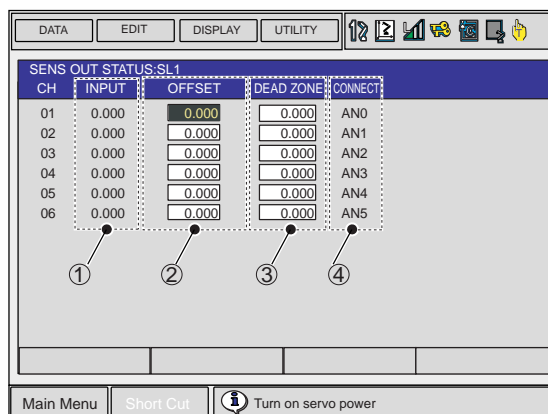 DATA EDIT DISPLAY UTILITY
SENS OUT STATUS:SL1
CH INPUT OFFSET DEAD ZONE CONNECT
01 0.000 0.000 0.000 AN0
02 0.000 0.000 0.000 AN1
03 0.000 0.000 0.000 AN2
04 0.000 0.000 0.000 AN3
05 0.000 0.000 0.000 AN4
06 0.000 0.000 0.000 AN5
① ② ③ ④
Main Menu Short Cut Turn on servo power